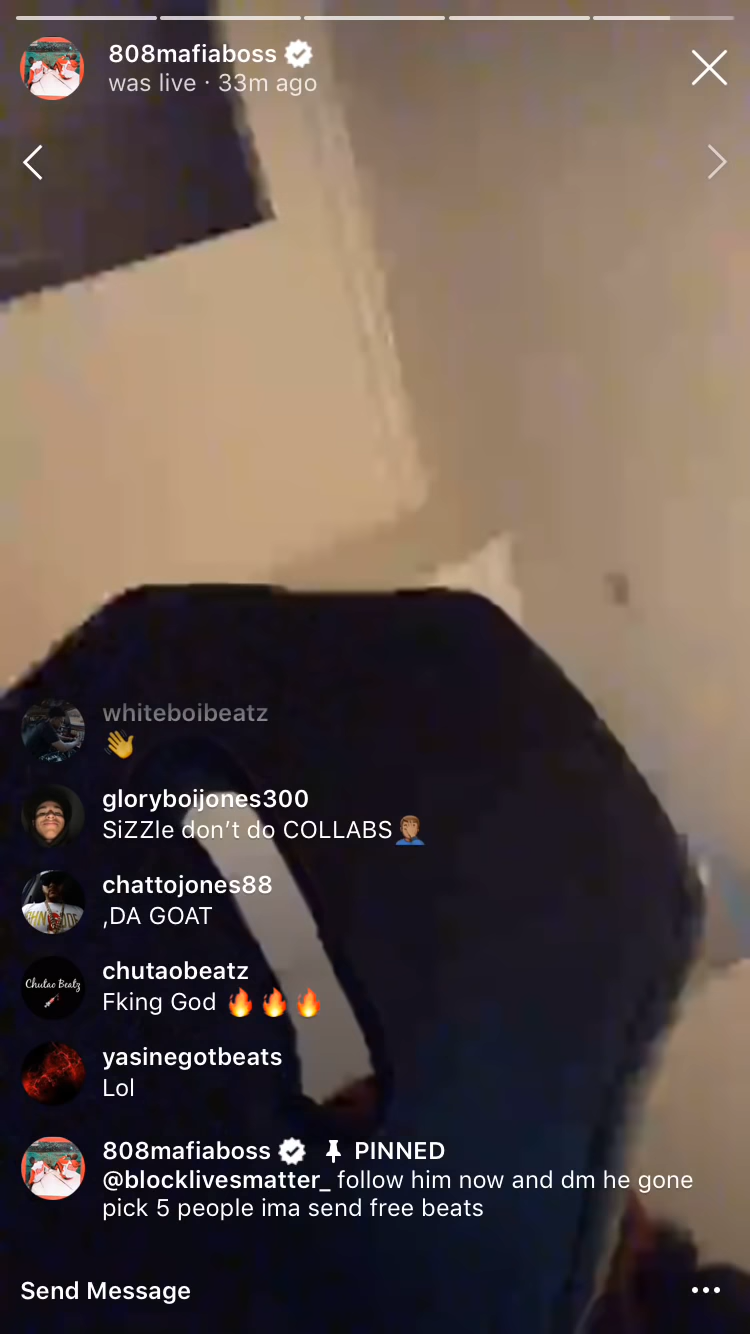 808mafiaboss
was live · 33m ago
whiteboibeatz
👋
gloryboijones300
SiZZle don't do COLLABS🤦🏽‍♂️
chattojones88
,DA GOAT
Chutao Beatz
chutaobeatz
Fking God 🔥🔥🔥
yasinegotbeats
Lol
808mafiaboss PINNED
@blocklivesmatter_ follow him now and dm he gone
pick 5 people ima send free beats
Send Message